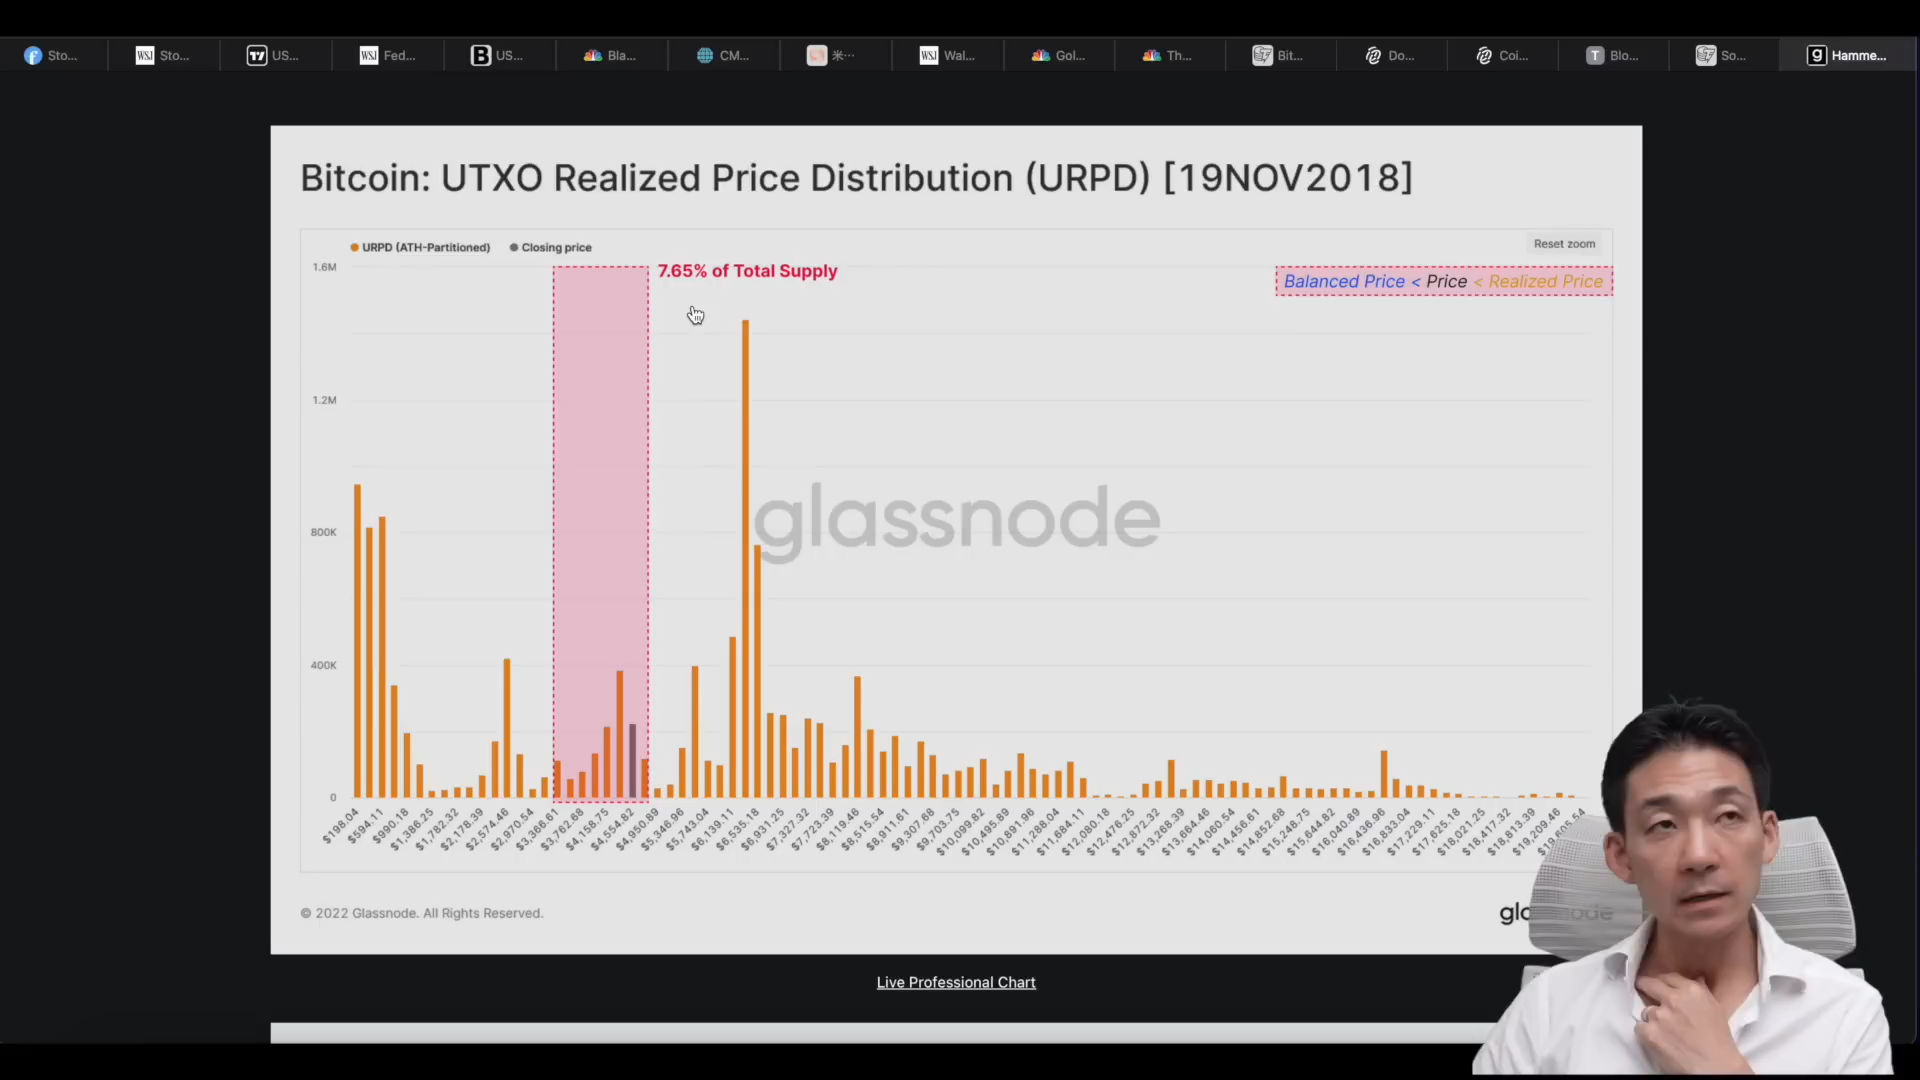 Sto...
WSJ Sto...
US...
WSJ Fed...
B US...
Bla...
CM...
米...
WSJ Wal...
Gol...
Th...
Bit...
Do...
Coi...
T Blo...
So...
g Hamme...
Bitcoin: UTXO Realized Price Distribution (URPD) [19NOV2018]
URPD (ATH-Partitioned) Closing price
Reset zoom
7.65% of Total Supply
Balanced Price < Price < Realized Price
1.6M
1.2M
800K
400K
0
glassnode
$198.04 $594.11 $990.18 $1,386.25 $1,782.32 $2,178.39 $2,574.46 $2,970.54 $3,366.61 $3,762.68 $4,158.75 $4,554.82 $4,950.89 $5,346.96 $5,743.04 $6,139.11 $6,535.18 $6,931.25 $7,327.32 $7,723.39 $8,119.46 $8,515.54 $8,911.61 $9,307.68 $9,703.75 $10,099.82 $10,495.89 $10,891.96 $11,288.04 $11,684.11 $12,080.18 $12,476.25 $12,872.32 $13,268.39 $13,664.46 $14,060.54 $14,456.61 $14,852.68 $15,248.75 $15,644.82 $16,040.89 $16,436.96 $16,833.04 $17,229.11 $17,625.18 $18,021.25 $18,417.32 $18,813.39 $19,209.46 $19,605.54
© 2022 Glassnode. All Rights Reserved.
glassnode
Live Professional Chart